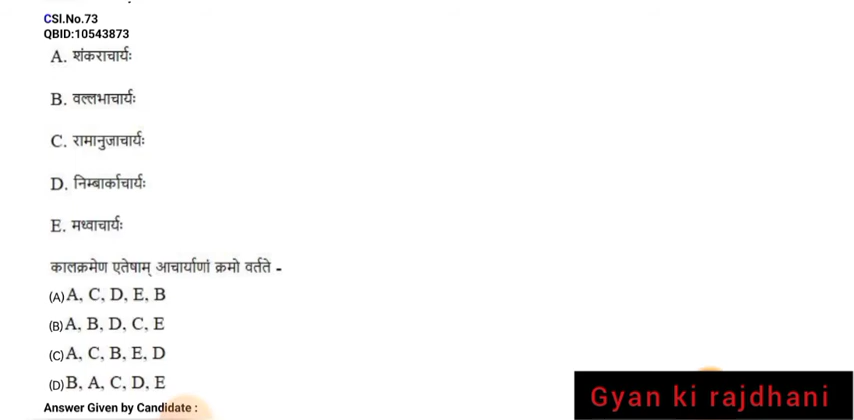 CSl.No.73
QBID:10543873
A. शंकराचार्यः
B. वल्लभाचार्यः
C. रामानुजाचार्यः
D. निम्बार्काचार्यः
E. मध्वाचार्यः
कालक्रमेण एतेषाम् आचार्याणां क्रमो वर्तते -
(A) A, C, D, E, B
(B) A, B, D, C, E
(C) A, C, B, E, D
(D) B, A, C, D, E
Answer Given by Candidate :
Gyan ki rajdhani